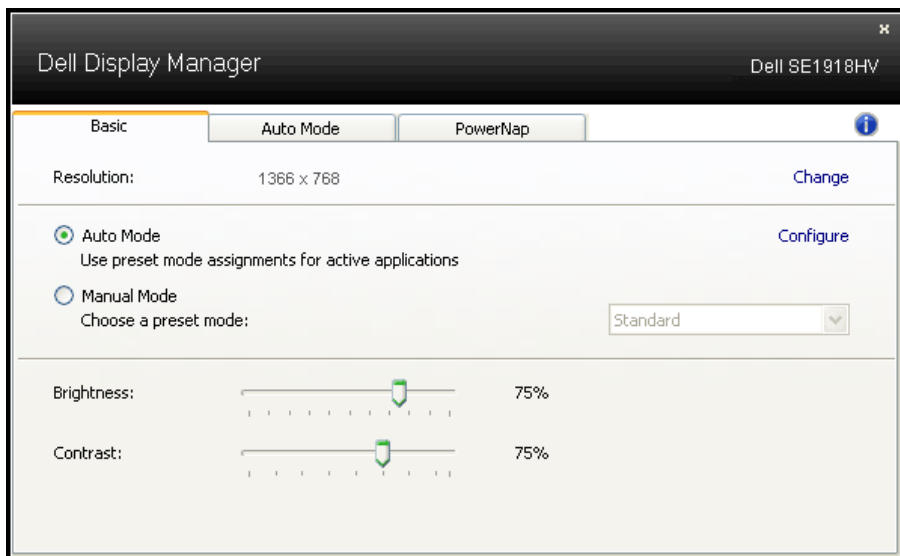 Dell Display Manager
Dell SE1918HV
Basic
Auto Mode
PowerNap
Resolution:
1366 x 768
Change
Auto Mode
Configure
Use preset mode assignments for active applications
Manual Mode
Choose a preset mode:
Standard
Brightness:
75%
Contrast:
75%